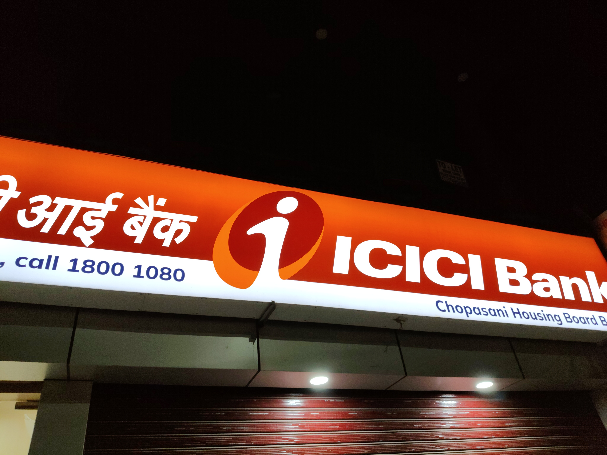 आई बैंक
ICICI Bank
, call 1800 1080
Chopasani Housing Board